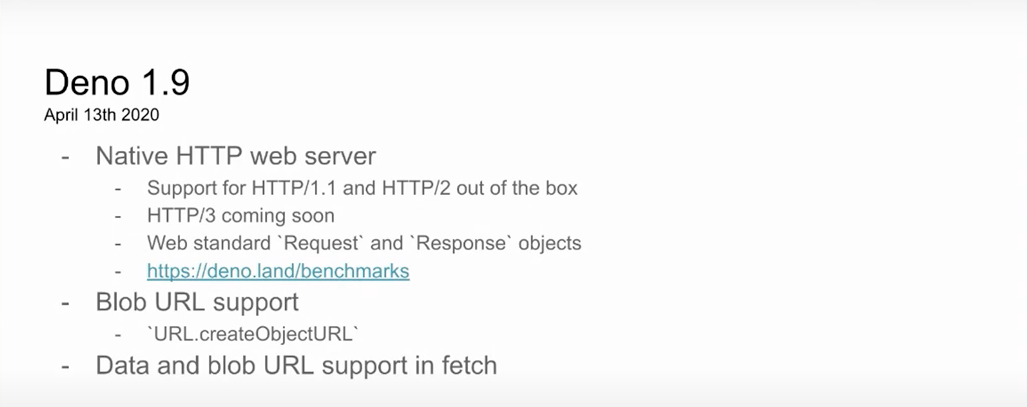 Deno 1.9
April 13th 2020
- Native HTTP web server
- Support for HTTP/1.1 and HTTP/2 out of the box
- HTTP/3 coming soon
- Web standard `Request` and `Response` objects
- https://deno.land/benchmarks
- Blob URL support
- `URL.createObjectURL`
- Data and blob URL support in fetch